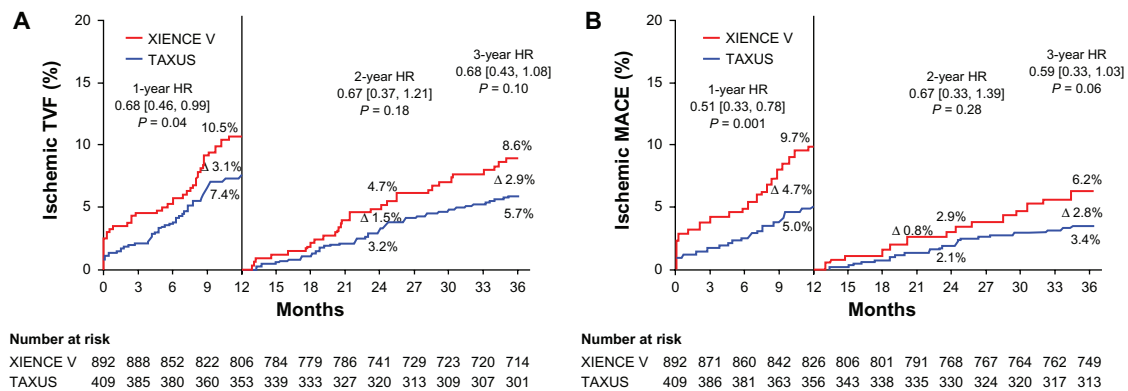 A
Ischemic TVF (%)
20
15
10
5
0
XIENCE V
TAXUS
1-year HR
0.68 [0.46, 0.99]
P = 0.04
10.5%
Δ 3.1%
7.4%
2-year HR
0.67 [0.37, 1.21]
P = 0.18
4.7%
Δ 1.5%
3.2%
3-year HR
0.68 [0.43, 1.08]
P = 0.10
8.6%
Δ 2.9%
5.7%
0 3 6 9 12 15 18 21 24 27 30 33 36
Months
Number at risk
XIENCE V 892 888 852 822 806 784 779 786 741 729 723 720 714
TAXUS 409 385 380 360 353 339 333 327 320 313 309 307 301
B
Ischemic MACE (%)
20
15
10
5
0
XIENCE V
TAXUS
1-year HR
0.51 [0.33, 0.78]
P = 0.001
9.7%
Δ 4.7%
5.0%
2-year HR
0.67 [0.33, 1.39]
P = 0.28
Δ 0.8%
2.9%
2.1%
3-year HR
0.59 [0.33, 1.03]
P = 0.06
6.2%
Δ 2.8%
3.4%
0 3 6 9 12 15 18 21 24 27 30 33 36
Months
Number at risk
XIENCE V 892 871 860 842 826 806 801 791 768 767 764 762 749
TAXUS 409 386 381 363 356 343 338 335 330 324 320 317 313